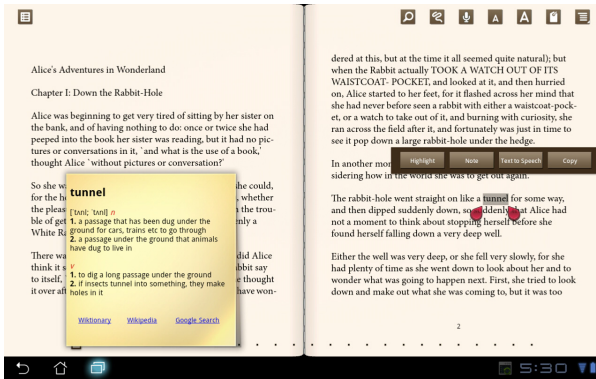 Alice's Adventures in Wonderland
Chapter I: Down the Rabbit-Hole
Alice was beginning to get very tired of sitting by her sister on
the bank, and of having nothing to do: once or twice she had
peeped into the book her sister was reading, but it had no pic-
tures or conversations in it, `and what is the use of a book,'
thought Alice `without pictures or conversation?'
So she wa
she could,
for the ho
, whether
the pleas
the trou-
ble of get
enly a
White Ra
There wa
did Alice
think it s
bbit say
to itself, `
thought
it over aft
have won-
tunnel
['tʌnl; 'tʌnl] n
1. a passage that has been dug under the
ground for cars, trains etc to go through
2. a passage under the ground that animals
have dug to live in
v
1. to dig a long passage under the ground
2. if insects tunnel into something, they make
holes in it
Wiktionary Wikipedia Google Search
A A
dered at this, but at the time it all seemed quite natural); but
when the Rabbit actually TOOK A WATCH OUT OF ITS
WAISTCOAT- POCKET, and looked at it, and then hurried
on, Alice started to her feet, for it flashed across her mind that
she had never before seen a rabbit with either a waistcoat-pock-
et, or a watch to take out of it, and burning with curiosity, she
ran across the field after it, and fortunately was just in time to
see it pop down a large rabbit-hole under the hedge.
Highlight Note Text to Speech Copy
In another mom
sidering how in the world she was to get out again.
The rabbit-hole went straight on like a tunnel for some way,
and then dipped suddenly down, so suddenly that Alice had
not a moment to think about stopping herself before she
found herself falling down a very deep well.
Either the well was very deep, or she fell very slowly, for she
had plenty of time as she went down to look about her and to
wonder what was going to happen next. First, she tried to look
down and make out what she was coming to, but it was too
2
5:30